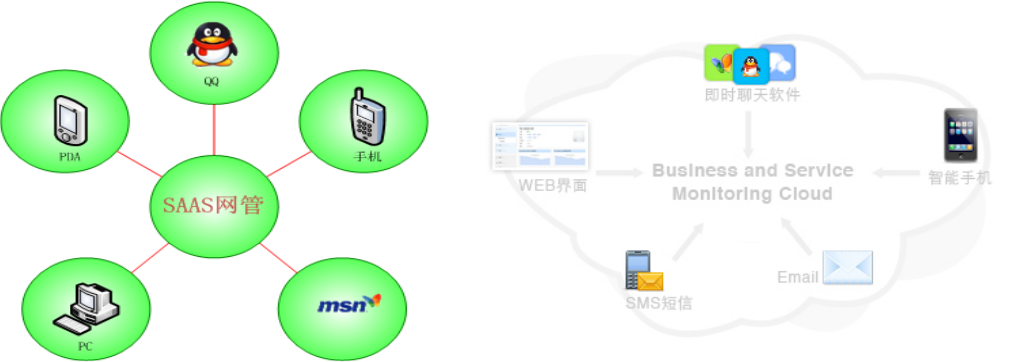 QQ
PDA
手机
SAAS网管
PC
msn
即时聊天软件
WEB界面
Business and Service
Monitoring Cloud
智能手机
SMS短信
Email